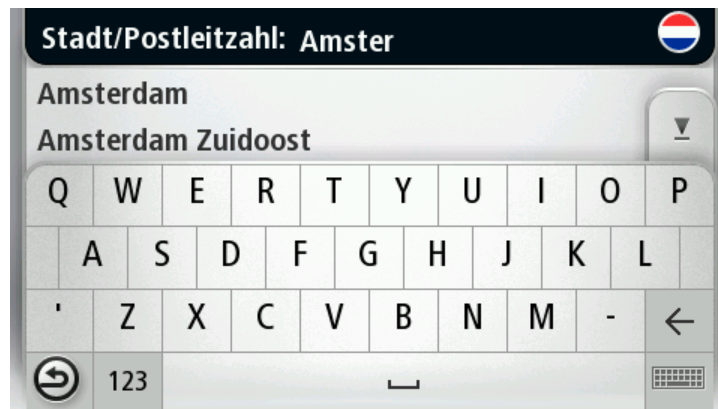 Stadt/Postleitzahl: Amster
Amsterdam
Amsterdam Zuidoost
Q W E R T Y U I O P
A S D F G H J K L
' Z X C V B N M -
123